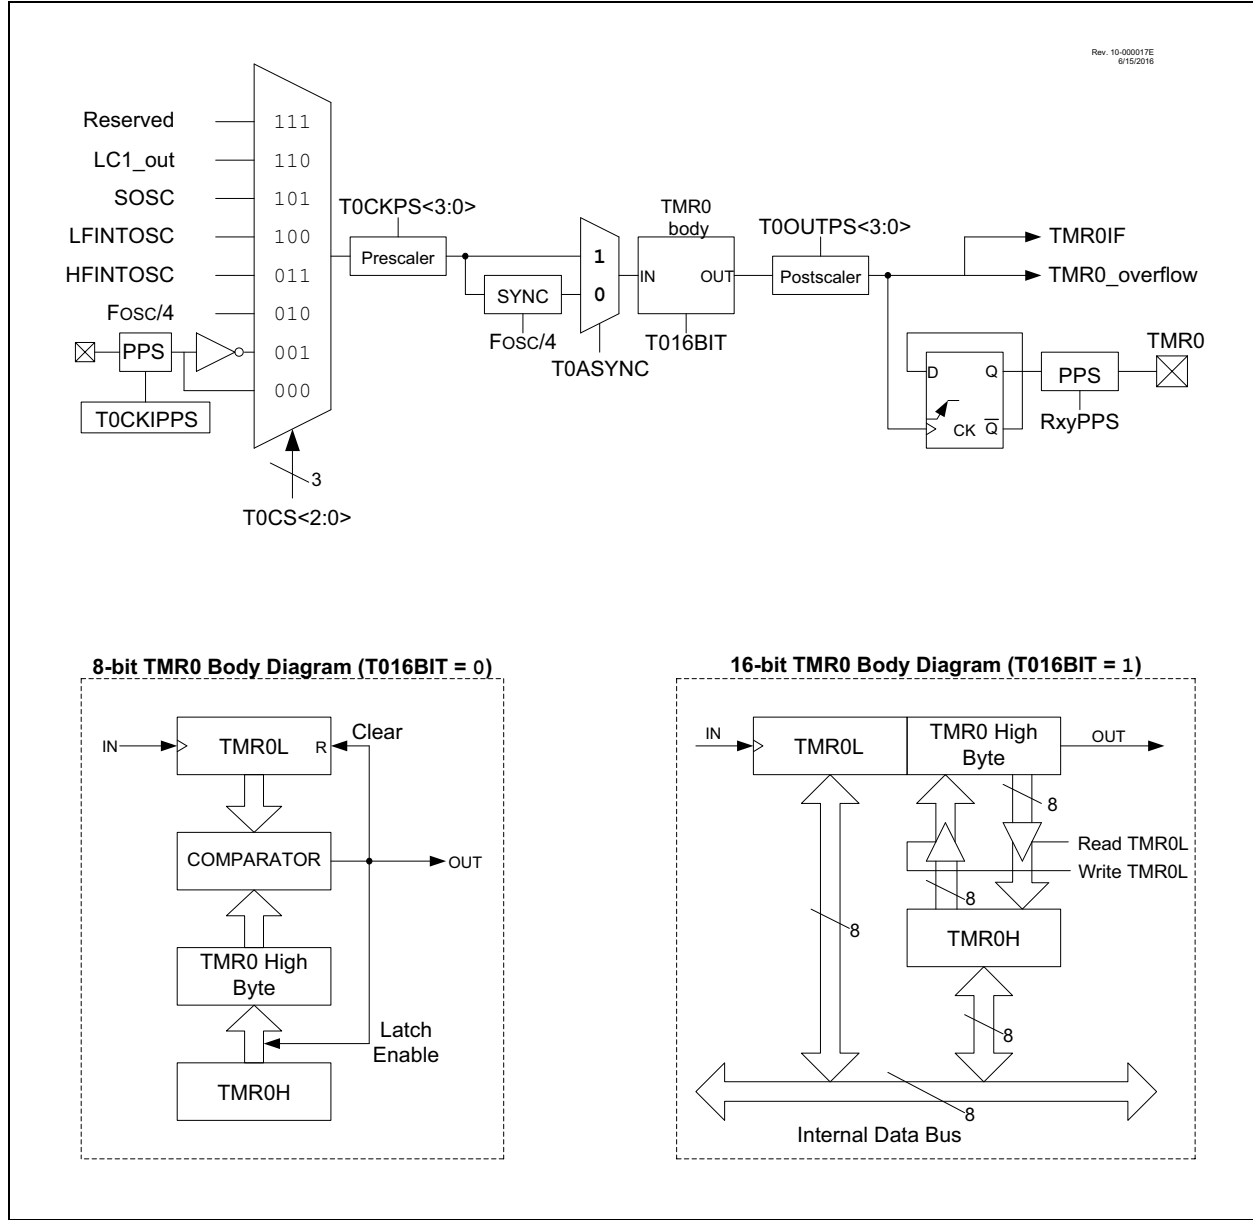 Rev. 10-000017E
6/15/2016
Reserved
111
LC1_out
110
SOSC
101
LFINTOSC
100
HFINTOSC
011
FOSC/4
010
PPS
001
000
T0CKIPPS
3
T0CS<2:0>
T0CKPS<3:0>
Prescaler
SYNC
FOSC/4
1
0
T0ASYNC
TMR0
body
IN
OUT
T016BIT
T0OUTPS<3:0>
Postscaler
TMR0IF
TMR0_overflow
D
Q
CK
Q
PPS
RxyPPS
TMR0
8-bit TMR0 Body Diagram (T016BIT = 0)
IN
TMR0L
R
Clear
COMPARATOR
OUT
TMR0 High
Byte
Latch
Enable
TMR0H
16-bit TMR0 Body Diagram (T016BIT = 1)
IN
TMR0L
TMR0 High
Byte
OUT
8
Read TMR0L
Write TMR0L
8
8
TMR0H
8
8
Internal Data Bus